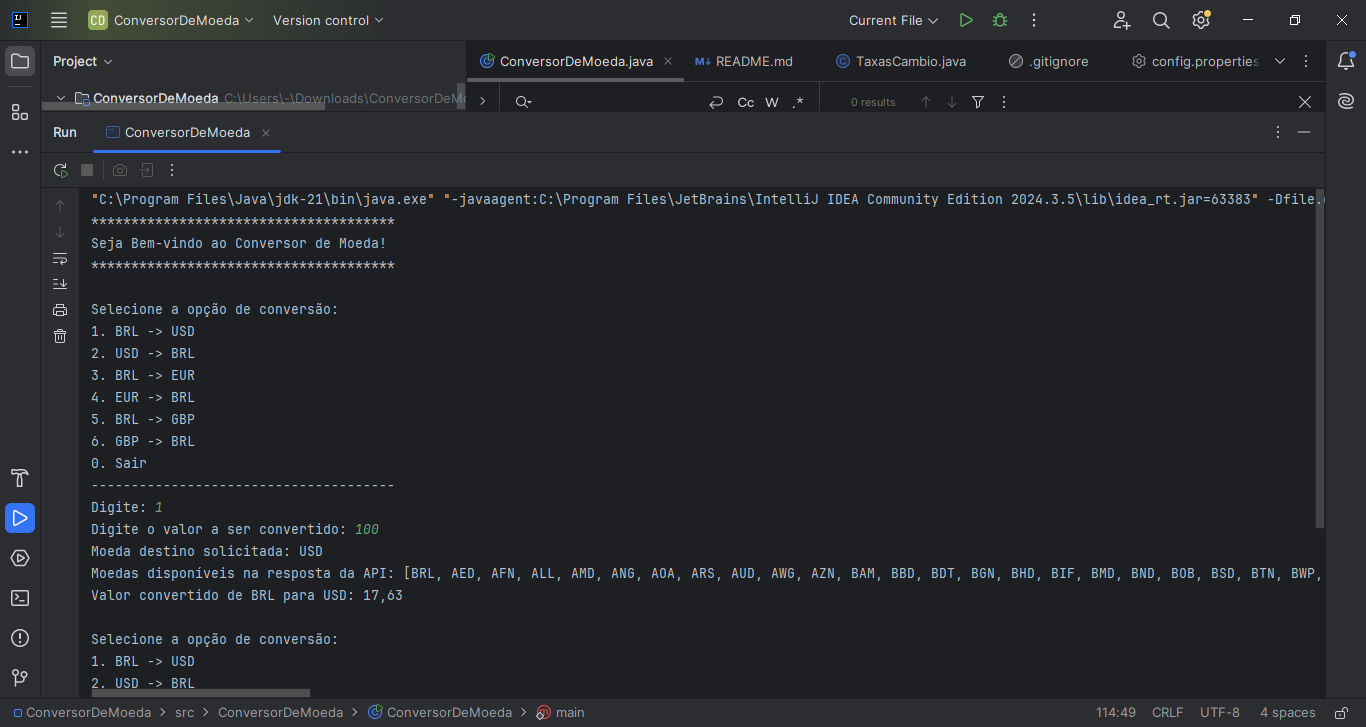 CD ConversorDeMoeda Version control Current File
Project
ConversorDeMoeda.java README.md TaxasCambio.java .gitignore config.properties
ConversorDeMoeda C:\Users\-\Downloads\ConversorDeMo
Cc W .* 0 results
Run ConversorDeMoeda
"C:\Program Files\Java\jdk-21\bin\java.exe" "-javaagent:C:\Program Files\JetBrains\IntelliJ IDEA Community Edition 2024.3.5\lib\idea_rt.jar=63383" -Dfile.
**************************************
Seja Bem-vindo ao Conversor de Moeda!
**************************************
Selecione a opção de conversão:
1. BRL -> USD
2. USD -> BRL
3. BRL -> EUR
4. EUR -> BRL
5. BRL -> GBP
6. GBP -> BRL
0. Sair
--------------------------------------
Digite: 1
Digite o valor a ser convertido: 100
Moeda destino solicitada: USD
Moedas disponíveis na resposta da API: [BRL, AED, AFN, ALL, AMD, ANG, AOA, ARS, AUD, AWG, AZN, BAM, BBD, BDT, BGN, BHD, BIF, BMD, BND, BOB, BSD, BTN, BWP,
Valor convertido de BRL para USD: 17,63
Selecione a opção de conversão:
1. BRL -> USD
2. USD -> BRL
ConversorDeMoeda > src > ConversorDeMoeda > ConversorDeMoeda > main 114:49 CRLF UTF-8 4 spaces